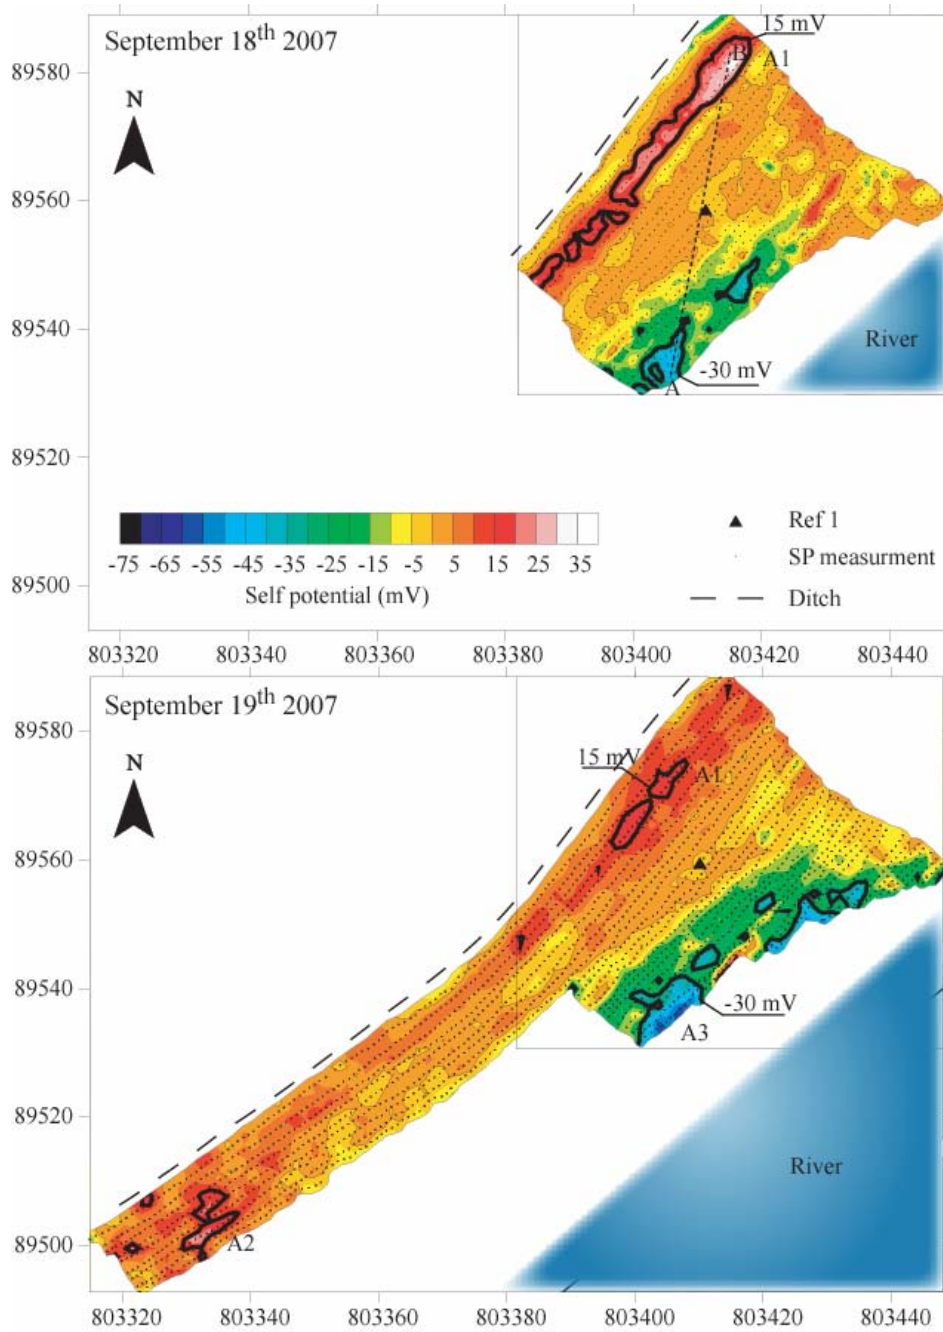 September 18th 2007
15 mV
B
A1
89580
N
89560
89540
River
-30 mV
A
89520
-75 -65 -55 -45 -35 -25 -15 -5 5 15 25 35
Self potential (mV)
Ref 1
SP measurment
Ditch
89500
803320 803340 803360 803380 803400 803420 803440
September 19th 2007
89580
15 mV
A1
N
89560
89540
-30 mV
A3
89520
River
89500
A2
803320 803340 803360 803380 803400 803420 803440